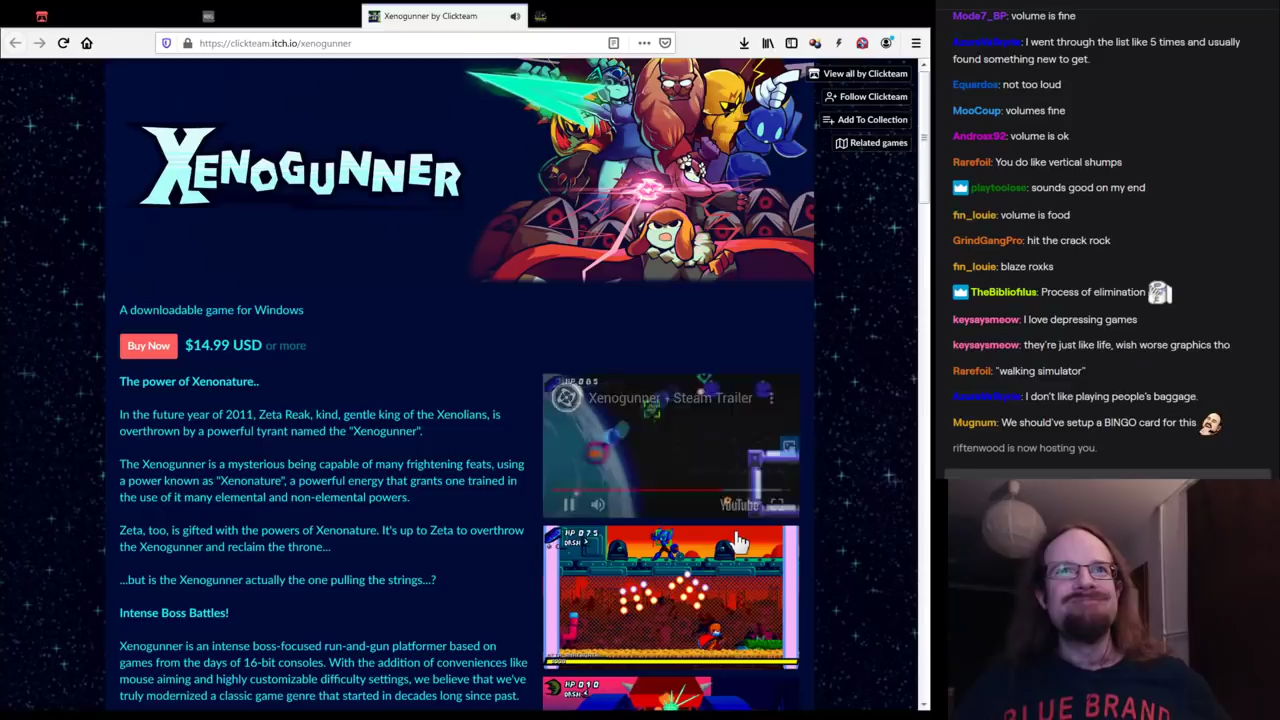 Xenogunner by Clickteam
https://clickteam.itch.io/xenogunner
View all by Clickteam
Follow Clickteam
Add To Collection
Related games
XENOGUNNER
A downloadable game for Windows
Buy Now $14.99 USD or more
The power of Xenonature..
In the future year of 2011, Zeta Reak, kind, gentle king of the Xenolians, is
overthrown by a powerful tyrant named the "Xenogunner".
The Xenogunner is a mysterious being capable of many frightening feats, using
a power known as "Xenonature", a powerful energy that grants one trained in
the use of it many elemental and non-elemental powers.
Zeta, too, is gifted with the powers of Xenonature. It's up to Zeta to overthrow
the Xenogunner and reclaim the throne...
...but is the Xenogunner actually the one pulling the strings...?
Intense Boss Battles!
Xenogunner is an intense boss-focused run-and-gun platformer based on
games from the days of 16-bit consoles. With the addition of conveniences like
mouse aiming and highly customizable difficulty settings, we believe that we've
truly modernized a classic game genre that started in decades long since past.
HP 085
Xenogunner - Steam Trailer
YouTube
HP 075
DASH
HP 010
DASH
Mode7_BP: volume is fine
I went through the list like 5 times and usually
found something new to get.
Equardos: not too loud
MooCoup: volumes fine
Androxx92: volume is ok
Rarefoil: You do like vertical shumps
playtooloose: sounds good on my end
fin_louie: volume is food
GrindGangPro: hit the crack rock
fin_louie: blaze roxks
TheBibliofilus: Process of elimination
keysaysmeow: I love depressing games
keysaysmeow: they're just like life, wish worse graphics tho
Rarefoil: "walking simulator"
I don't like playing people's baggage.
Mugnum: We should've setup a BINGO card for this
riftenwood is now hosting you.
BLUE BRAND